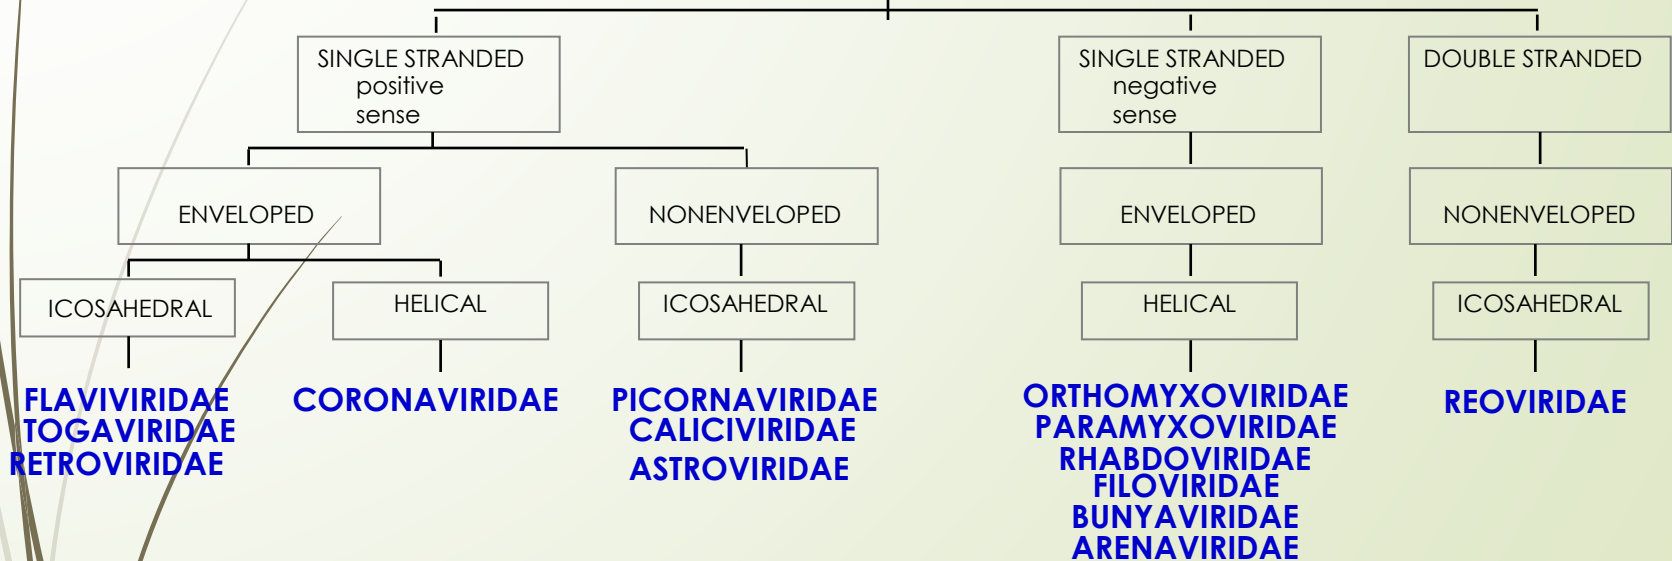 SINGLE STRANDED
positive
sense
SINGLE STRANDED
negative
sense
DOUBLE STRANDED
ENVELOPED
NONENVELOPED
ENVELOPED
NONENVELOPED
ICOSAHEDRAL
HELICAL
ICOSAHEDRAL
HELICAL
ICOSAHEDRAL
FLAVIVIRIDAE
TOGAVIRIDAE
RETROVIRIDAE
CORONAVIRIDAE
PICORNAVIRIDAE
CALICIVIRIDAE
ASTROVIRIDAE
ORTHOMYXOVIRIDAE
PARAMYXOVIRIDAE
RHABDOVIRIDAE
FILOVIRIDAE
BUNYAVIRIDAE
ARENAVIRIDAE
REOVIRIDAE